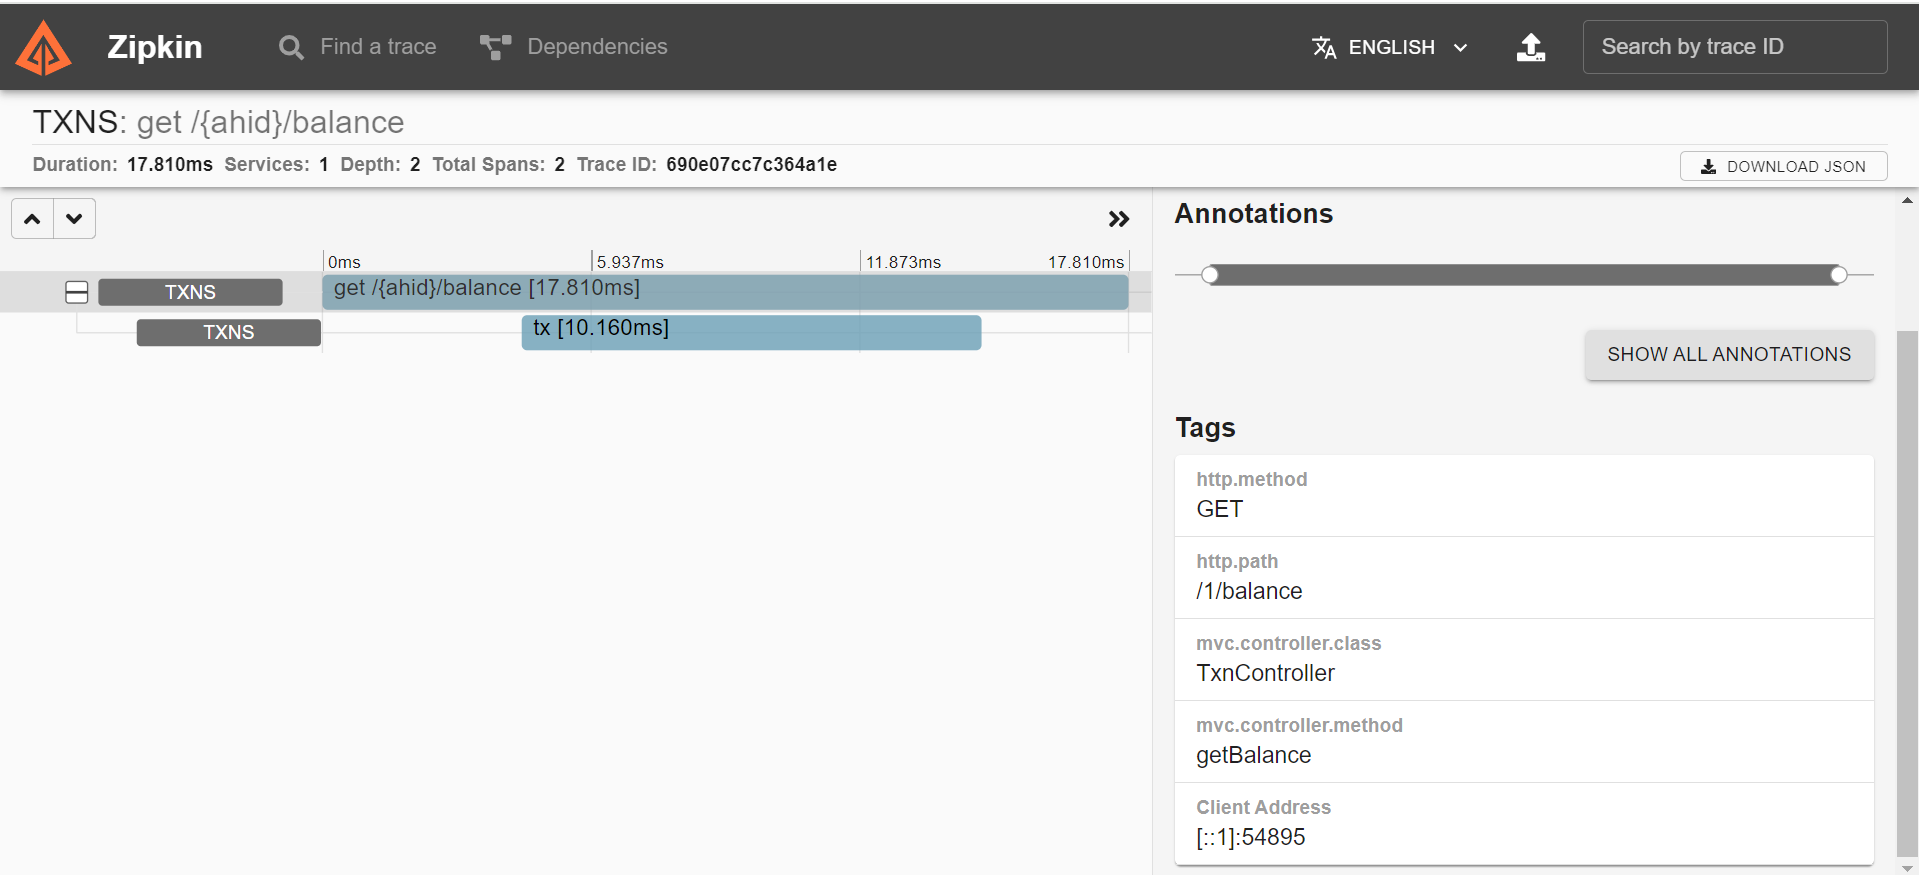 Zipkin
Find a trace
Dependencies
ENGLISH
Search by trace ID
TXNS: get /{ahid}/balance
Duration: 17.810ms Services: 1 Depth: 2 Total Spans: 2 Trace ID: 690e07cc7c364a1e
DOWNLOAD JSON
0ms 5.937ms 11.873ms 17.810ms
TXNS get /{ahid}/balance [17.810ms]
TXNS tx [10.160ms]
Annotations
SHOW ALL ANNOTATIONS
Tags
http.method
GET
http.path
/1/balance
mvc.controller.class
TxnController
mvc.controller.method
getBalance
Client Address
[::1]:54895